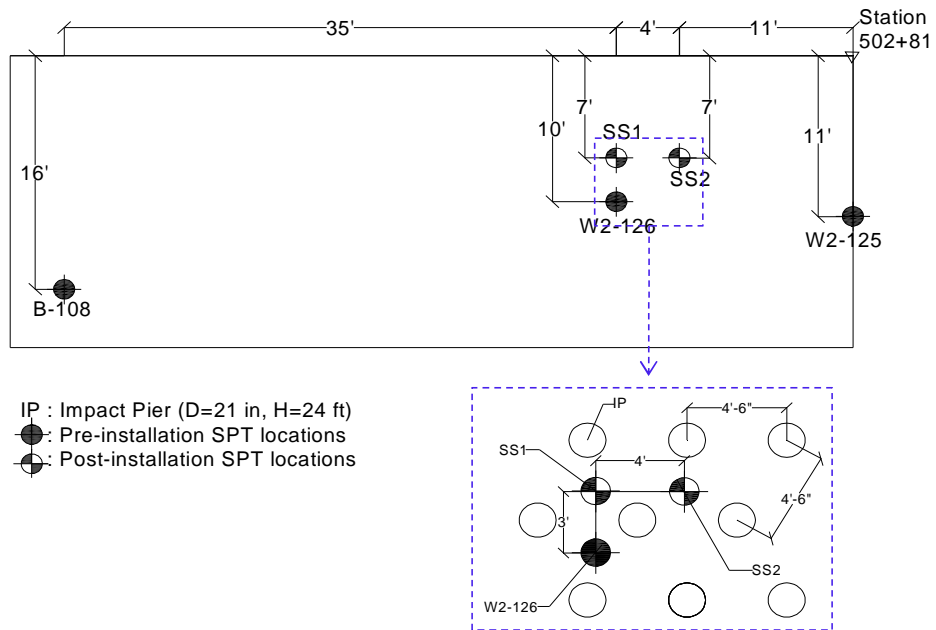 Station
502+81
35'
4'
11'
7'
7'
10'
11'
16'
SS1
SS2
W2-126
W2-125
B-108
IP : Impact Pier (D=21 in, H=24 ft)
: Pre-installation SPT locations
: Post-installation SPT locations
IP
4'-6"
SS1
4'
4'-6"
3'
SS2
W2-126